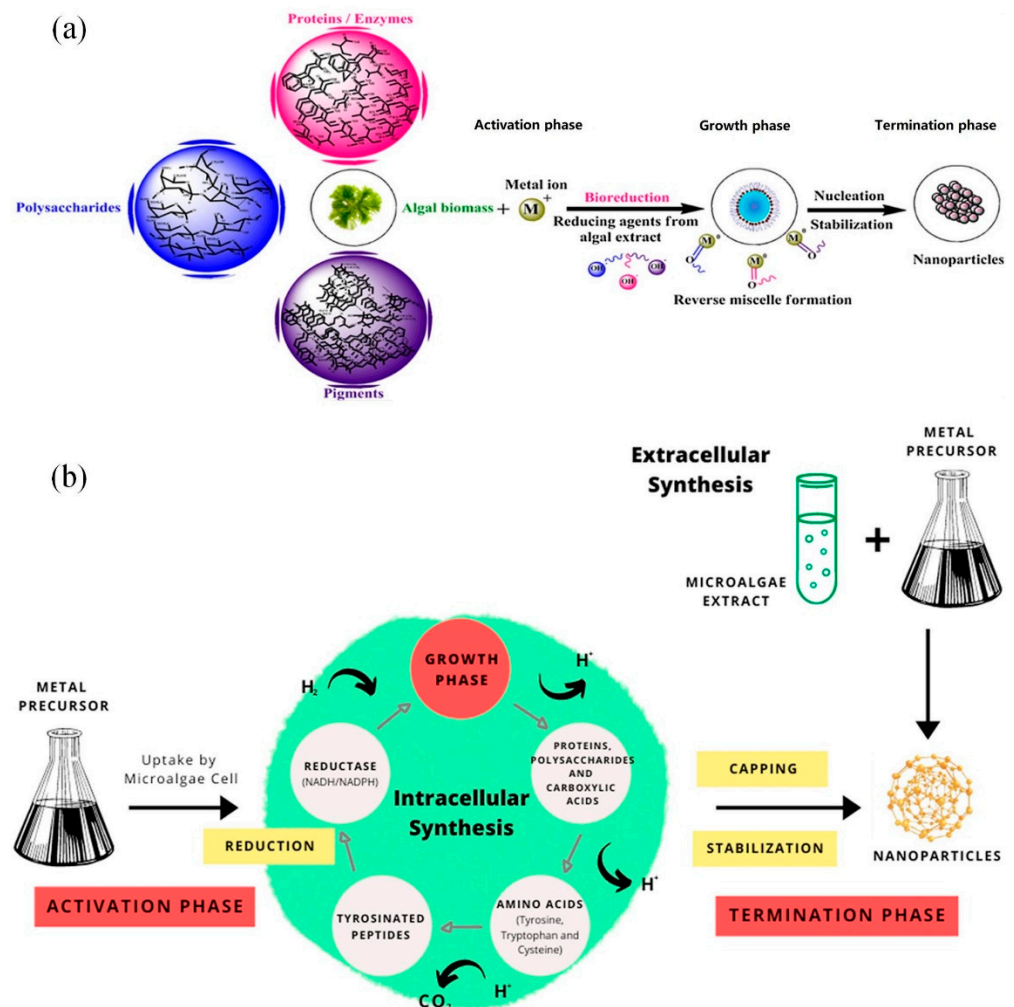 (a)
Proteins / Enzymes
Polysaccharides
Pigments
Algal biomass
+
Activation phase
Metal ion
M+
Bioreduction
Reducing agents from
algal extract
OH
OH
OH
Growth phase
M
O
M
O
M
O
Reverse miscelle formation
Nucleation
Stabilization
Termination phase
Nanoparticles
(b)
Extracellular
Synthesis
MICROALGAE
EXTRACT
+
METAL
PRECURSOR
METAL
PRECURSOR
Uptake by
Microalgae Cell
REDUCTION
ACTIVATION PHASE
Intracellular
Synthesis
GROWTH
PHASE
H+
PROTEINS,
POLYSACCHARIDES
AND
CARBOXYLIC
ACIDS
H+
AMINO ACIDS
(Tyrosine,
Tryptophan and
Cysteine)
H+
CO2
TYROSINATED
PEPTIDES
REDUCTASE
(NADH/NADPH)
H2
CAPPING
STABILIZATION
TERMINATION PHASE
NANOPARTICLES